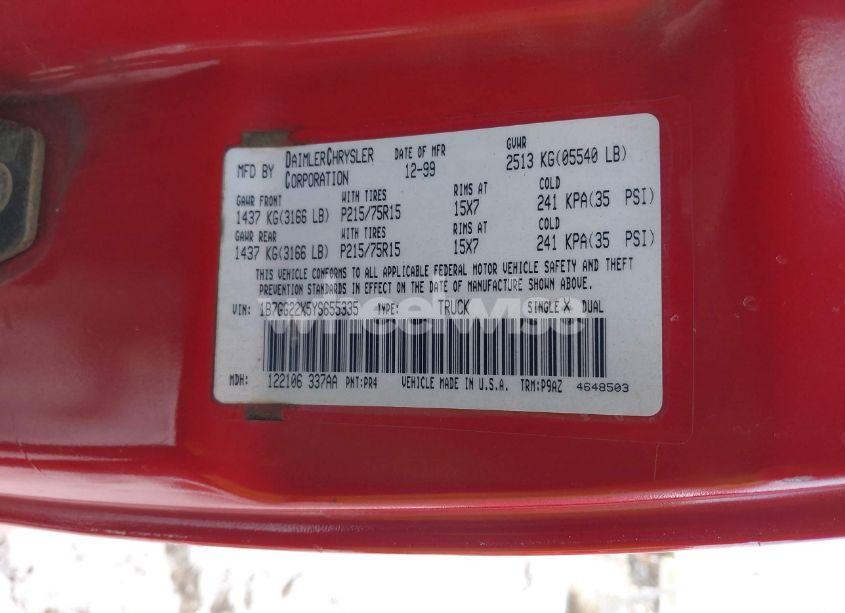 MFD BY DAIMLERCHRYSLER CORPORATION DATE OF MFR 12-99 GVWR 2513 KG(05540 LB)
GAWR FRONT WITH TIRES RIMS AT COLD
1437 KG(3166 LB) P215/75R15 15X7 241 KPA(35 PSI)
GAWR REAR WITH TIRES RIMS AT COLD
1437 KG(3166 LB) P215/75R15 15X7 241 KPA(35 PSI)
THIS VEHICLE CONFORMS TO ALL APPLICABLE FEDERAL MOTOR VEHICLE SAFETY AND THEFT
PREVENTION STANDARDS IN EFFECT ON THE DATE OF MANUFACTURE SHOWN ABOVE.
VIN: 1B7GG22X5YS655335 TYPE: TRUCK SINGLE X DUAL
wheelwise
MDH: 122106 337AA PNT:PR4 VEHICLE MADE IN U.S.A. TRM:P9AZ 4648503